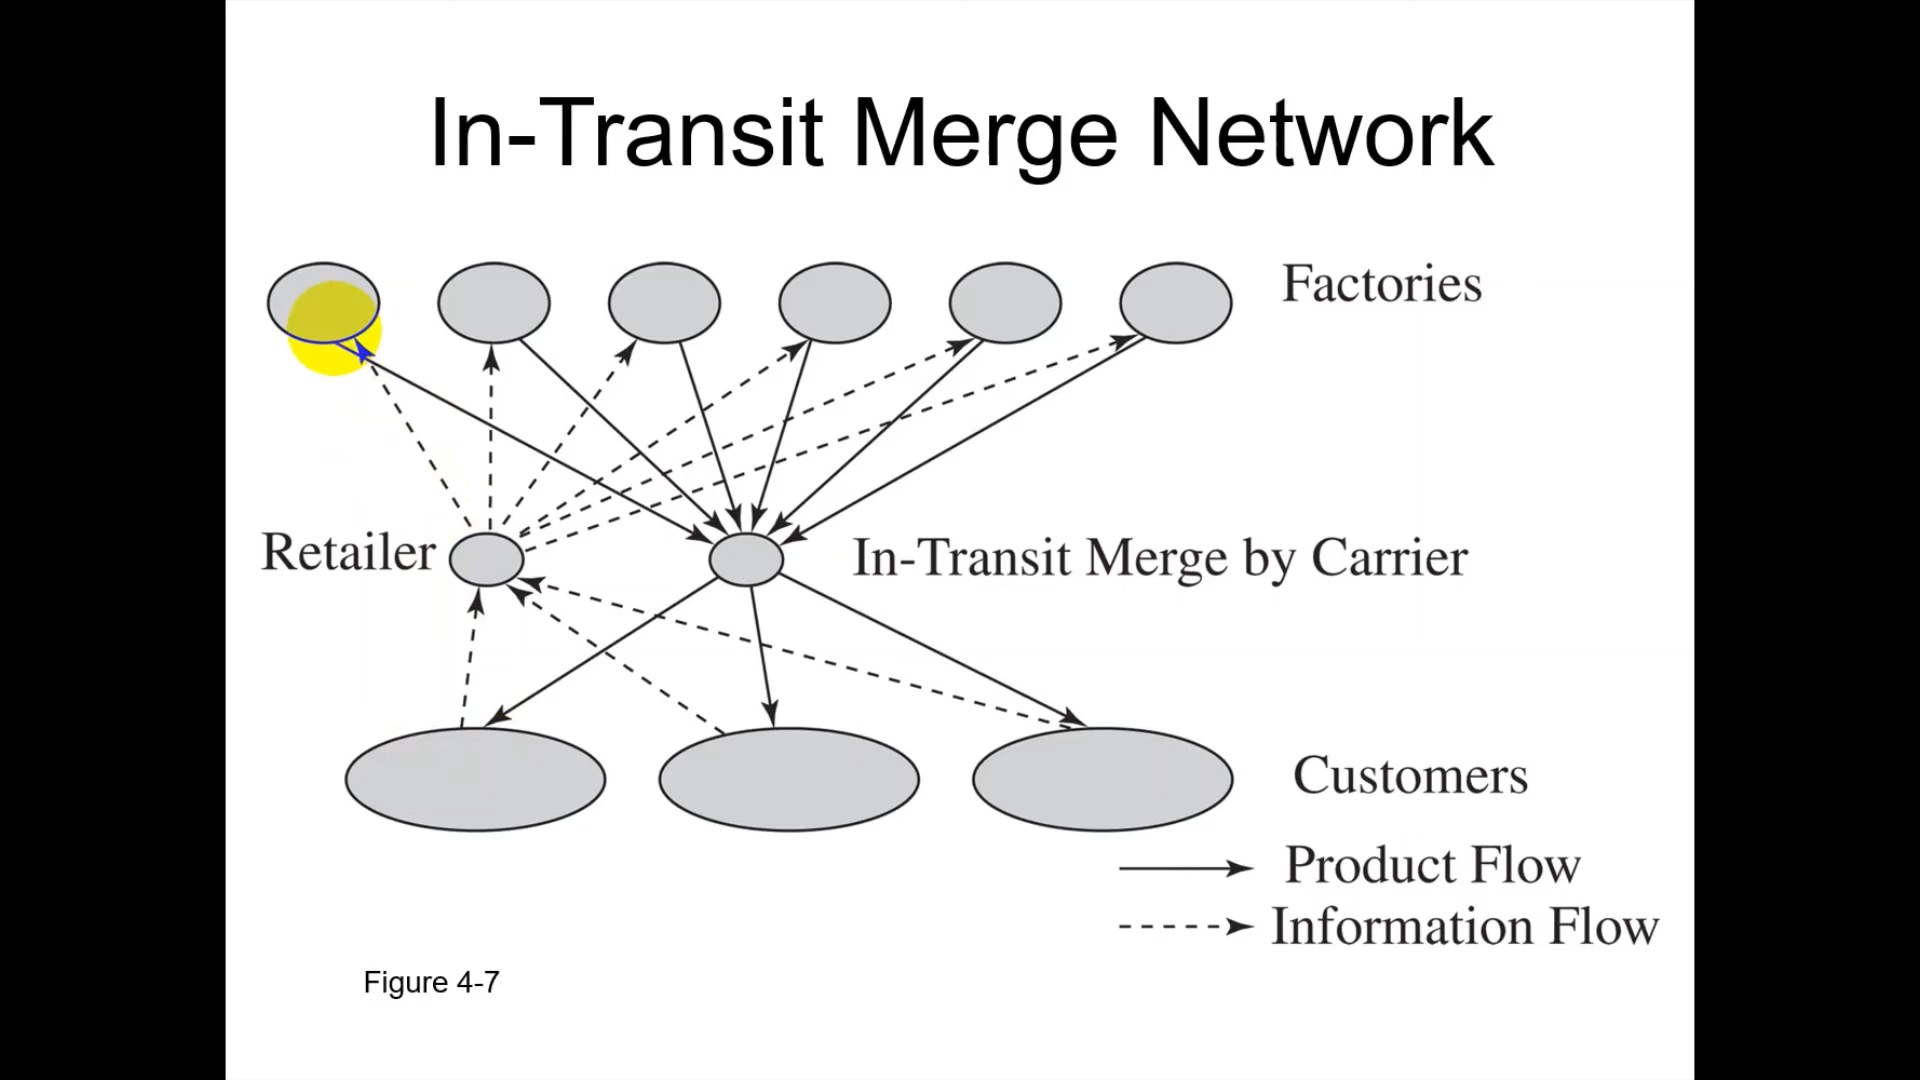 In-Transit Merge Network
Factories
Retailer
In-Transit Merge by Carrier
Customers
Product Flow
Information Flow
Figure 4-7